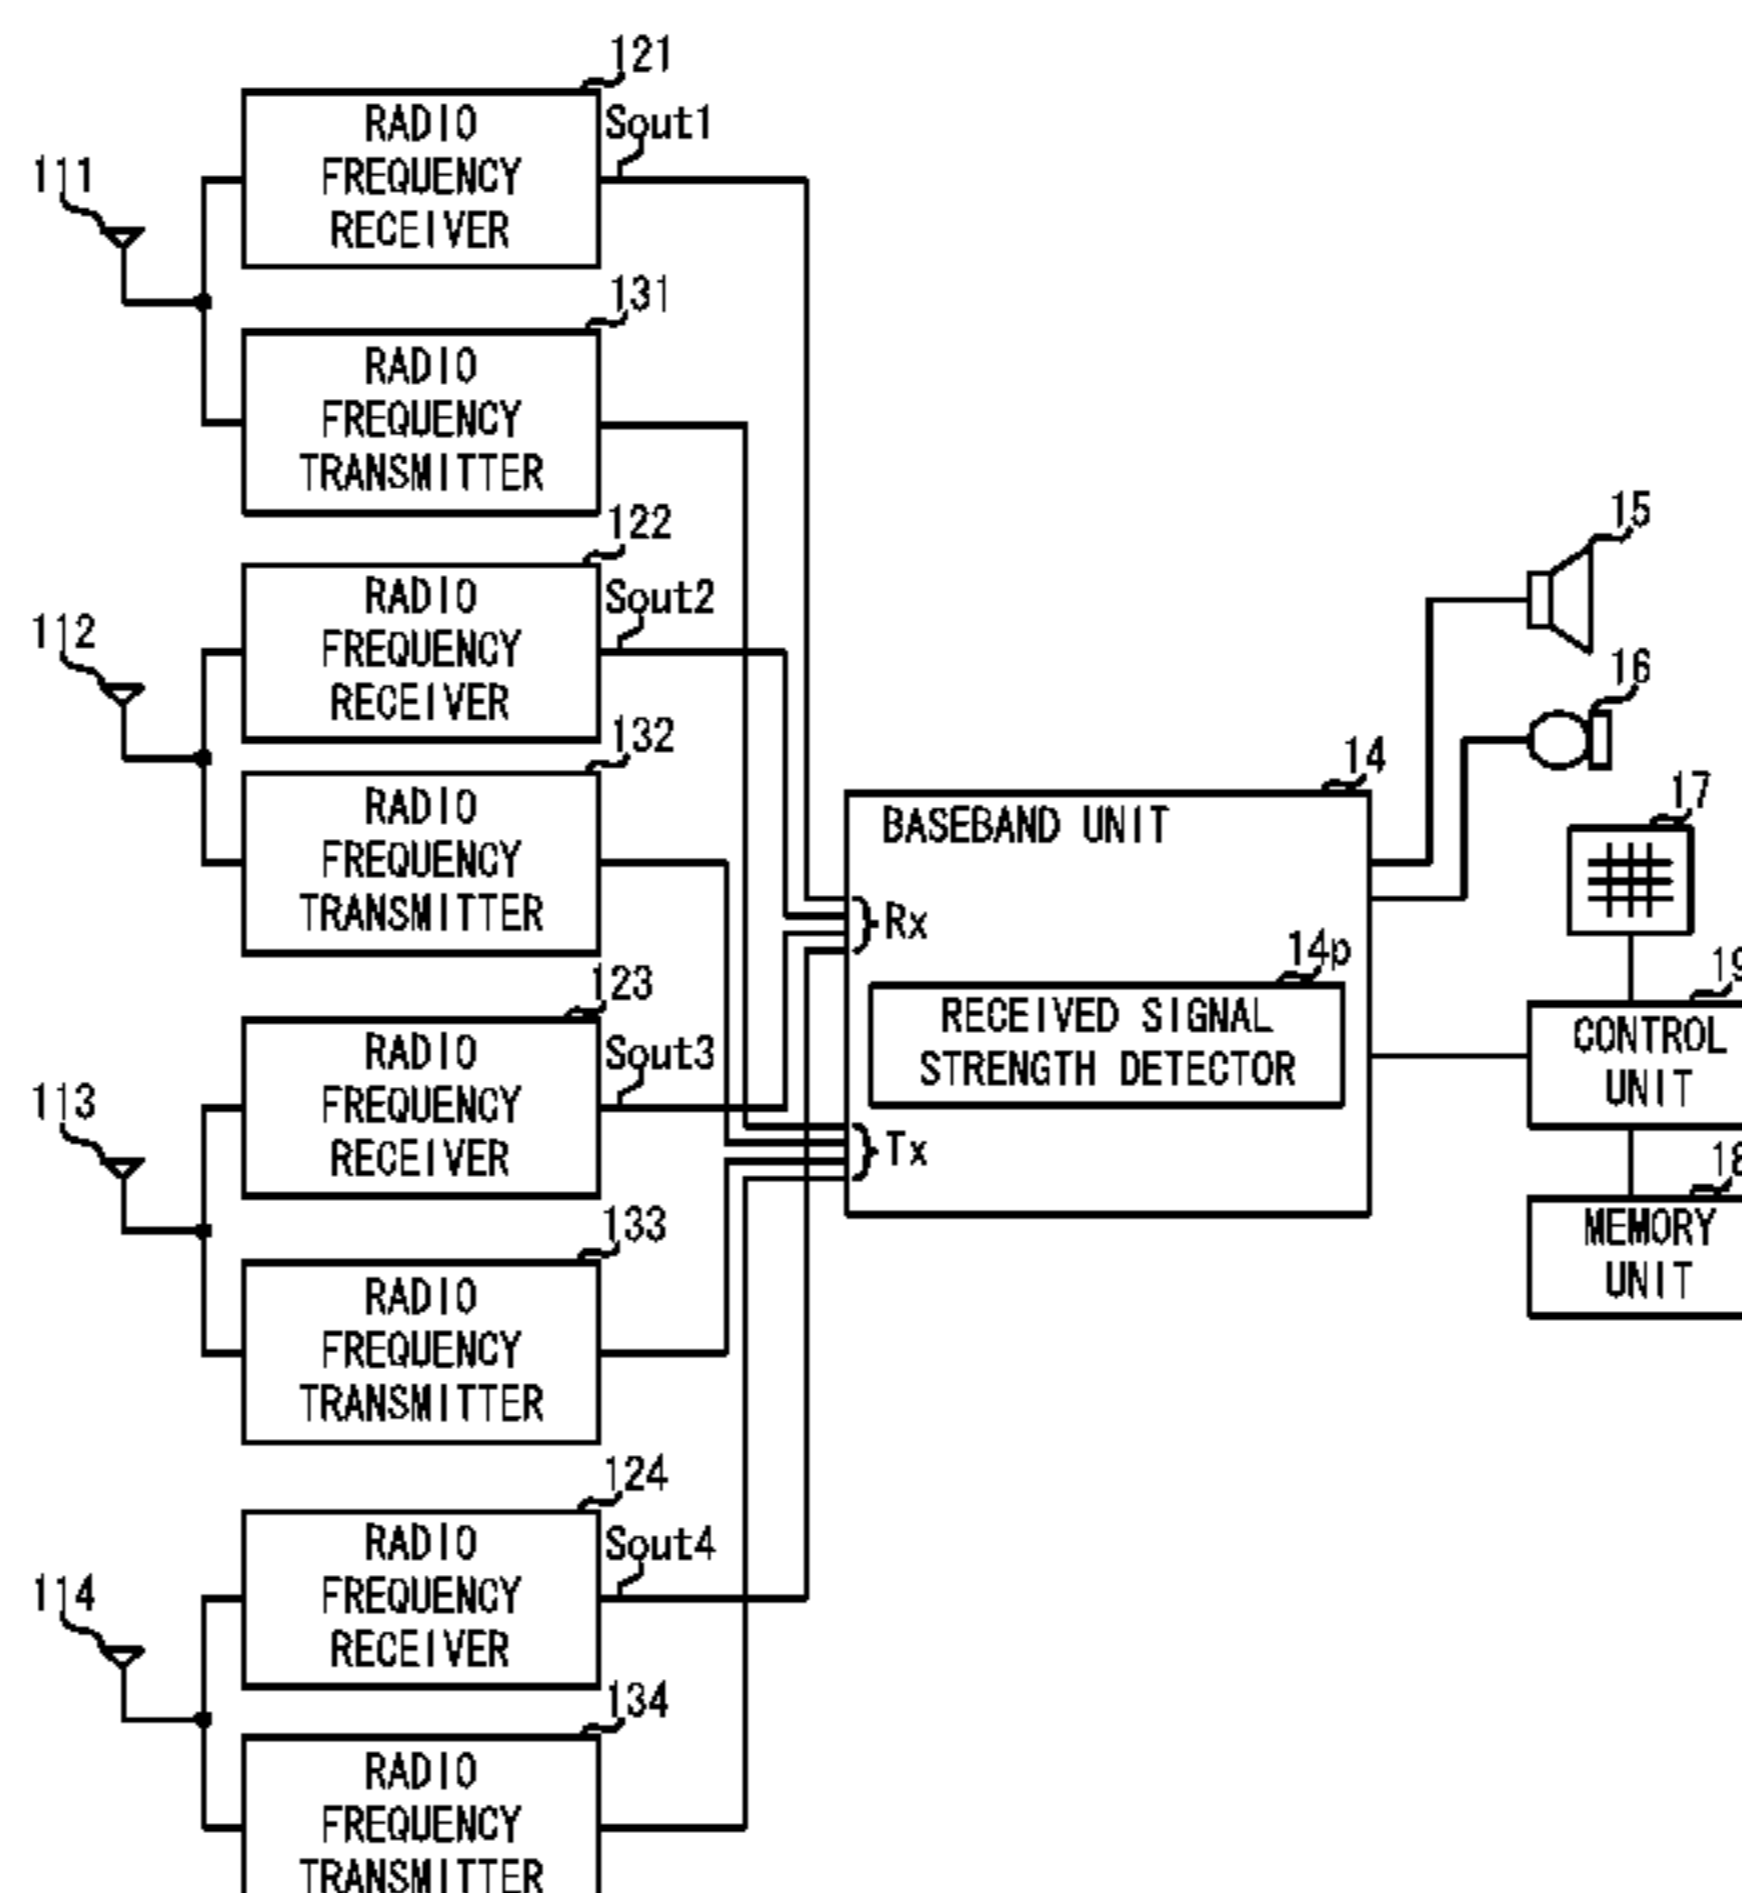 121
RADIO
FREQUENCY
RECEIVER
Sout1
111
131
RADIO
FREQUENCY
TRANSMITTER
122
RADIO
FREQUENCY
RECEIVER
Sout2
112
132
RADIO
FREQUENCY
TRANSMITTER
123
RADIO
FREQUENCY
RECEIVER
Sout3
113
133
RADIO
FREQUENCY
TRANSMITTER
124
RADIO
FREQUENCY
RECEIVER
Sout4
114
134
RADIO
FREQUENCY
TRANSMITTER
14
BASEBAND UNIT
Rx
14p
RECEIVED SIGNAL
STRENGTH DETECTOR
Tx
15
16
17
19
CONTROL
UNIT
18
MEMORY
UNIT